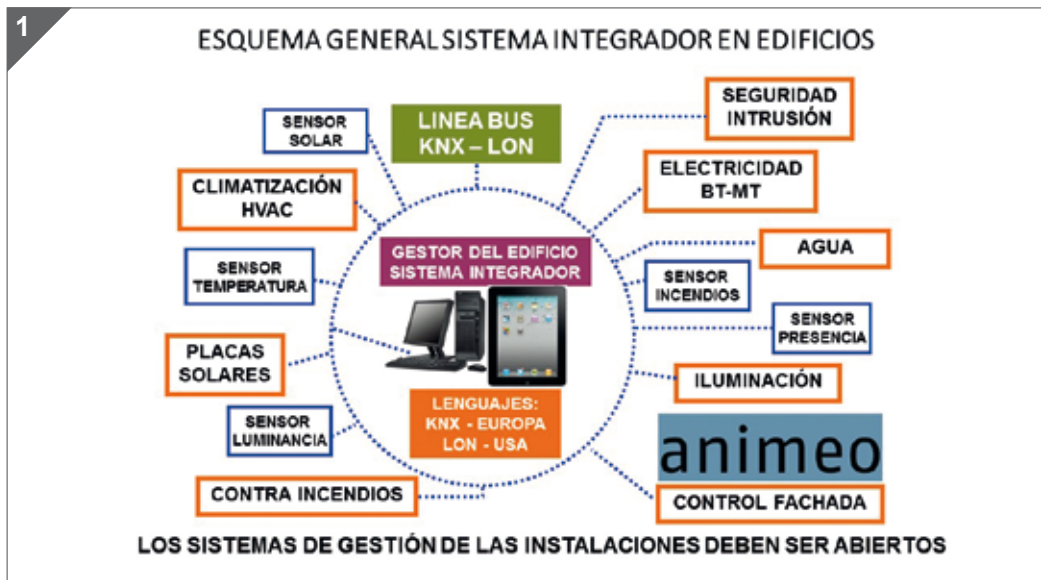 1
ESQUEMA GENERAL SISTEMA INTEGRADOR EN EDIFICIOS
SENSOR
SOLAR
LINEA BUS
KNX – LON
SEGURIDAD
INTRUSIÓN
CLIMATIZACIÓN
HVAC
ELECTRICIDAD
BT-MT
GESTOR DEL EDIFICIO
SISTEMA INTEGRADOR
AGUA
SENSOR
TEMPERATURA
SENSOR
INCENDIOS
SENSOR
PRESENCIA
PLACAS
SOLARES
ILUMINACIÓN
LENGUAJES:
KNX - EUROPA
LON - USA
SENSOR
LUMINANCIA
animeo
CONTRA INCENDIOS
CONTROL FACHADA
LOS SISTEMAS DE GESTIÓN DE LAS INSTALACIONES DEBEN SER ABIERTOS